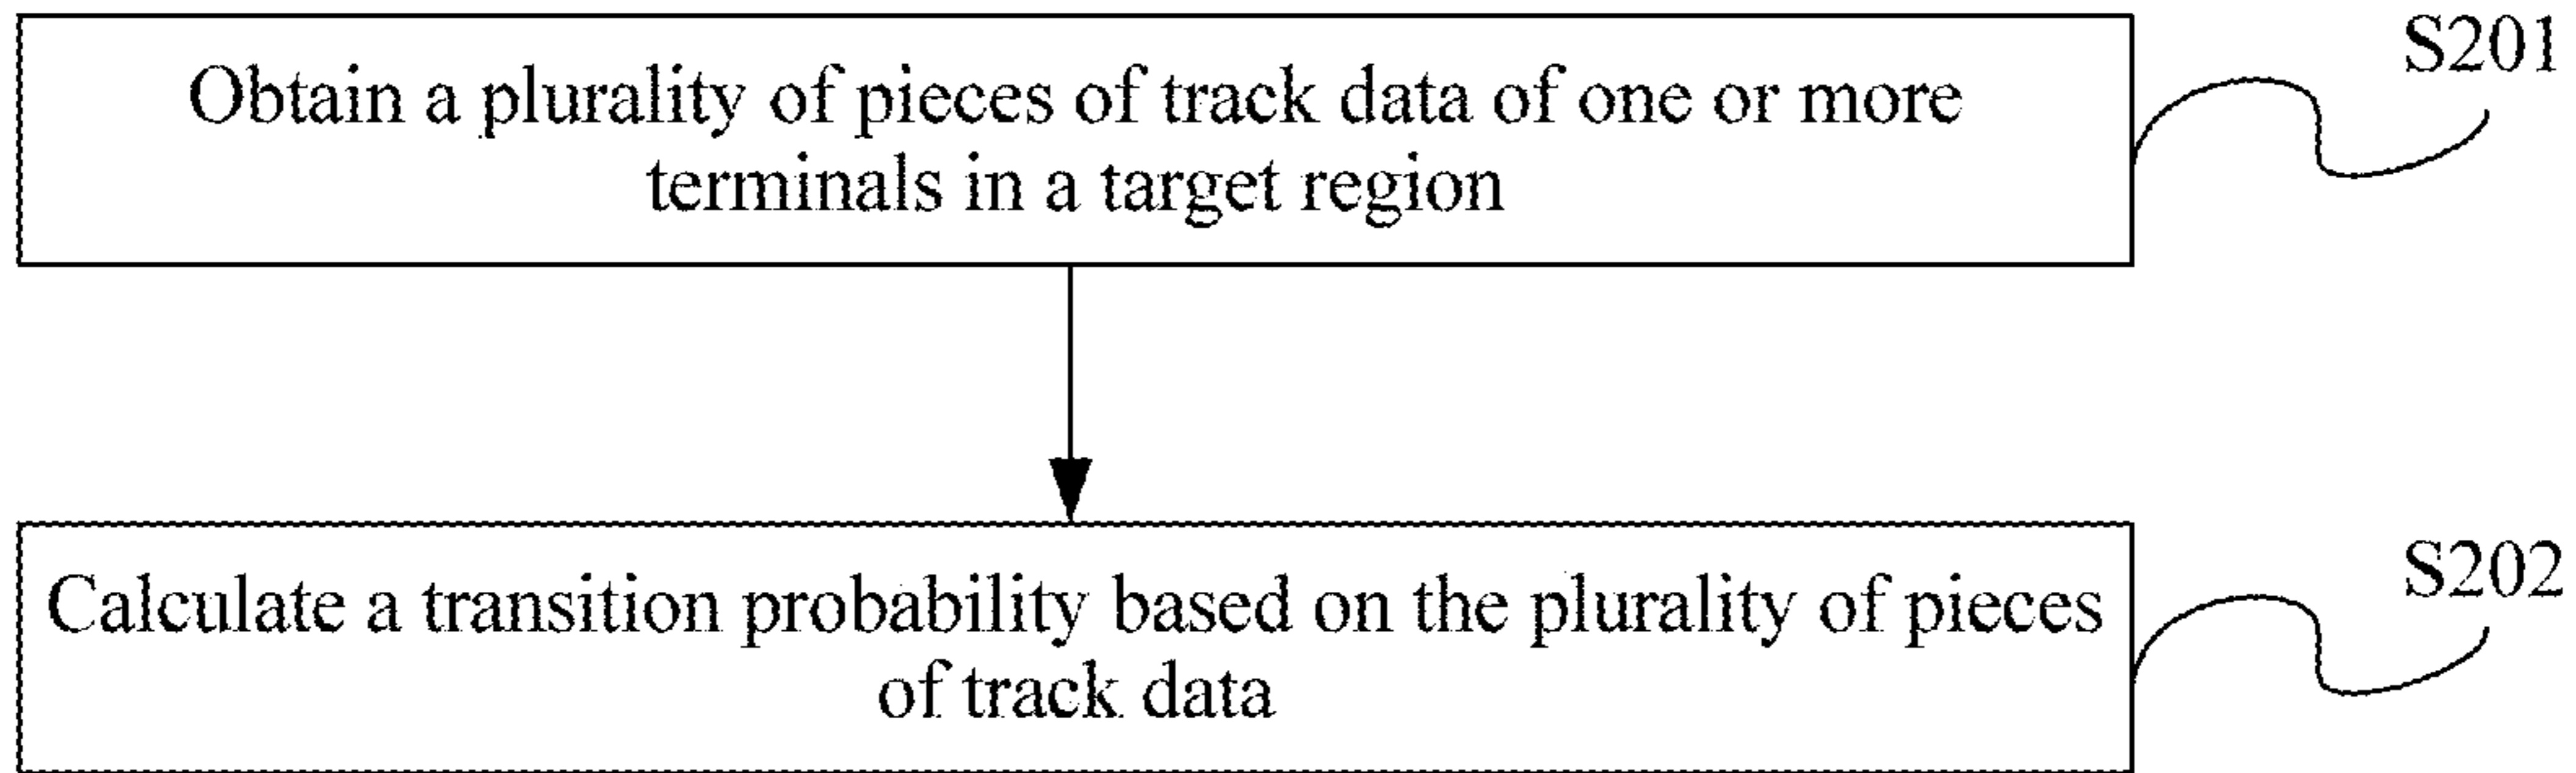 Obtain a plurality of pieces of track data of one or more
terminals in a target region
S201
Calculate a transition probability based on the plurality of pieces
of track data
S202